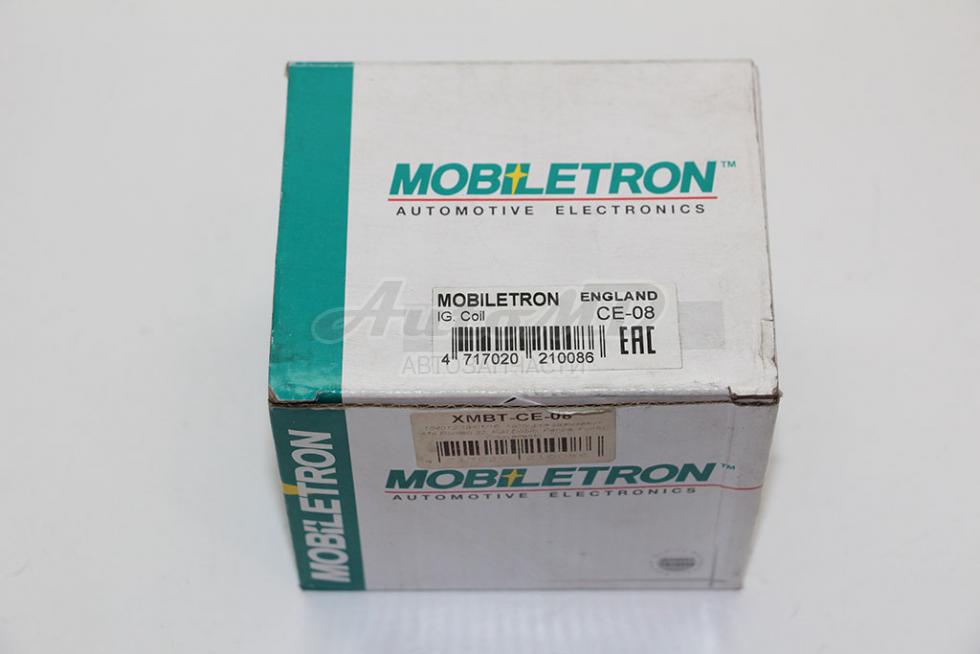 MOBILETRON™
AUTOMOTIVE ELECTRONICS
MOBILETRON ENGLAND
IG. Coil CE-08
4 717020 210086 EAC
AutoMP
АВТОЗАПЧАСТИ
XMBT-CE-08
MOBILETRON™
AUTOMOTIVE ELECTRONICS
MOBILETRON